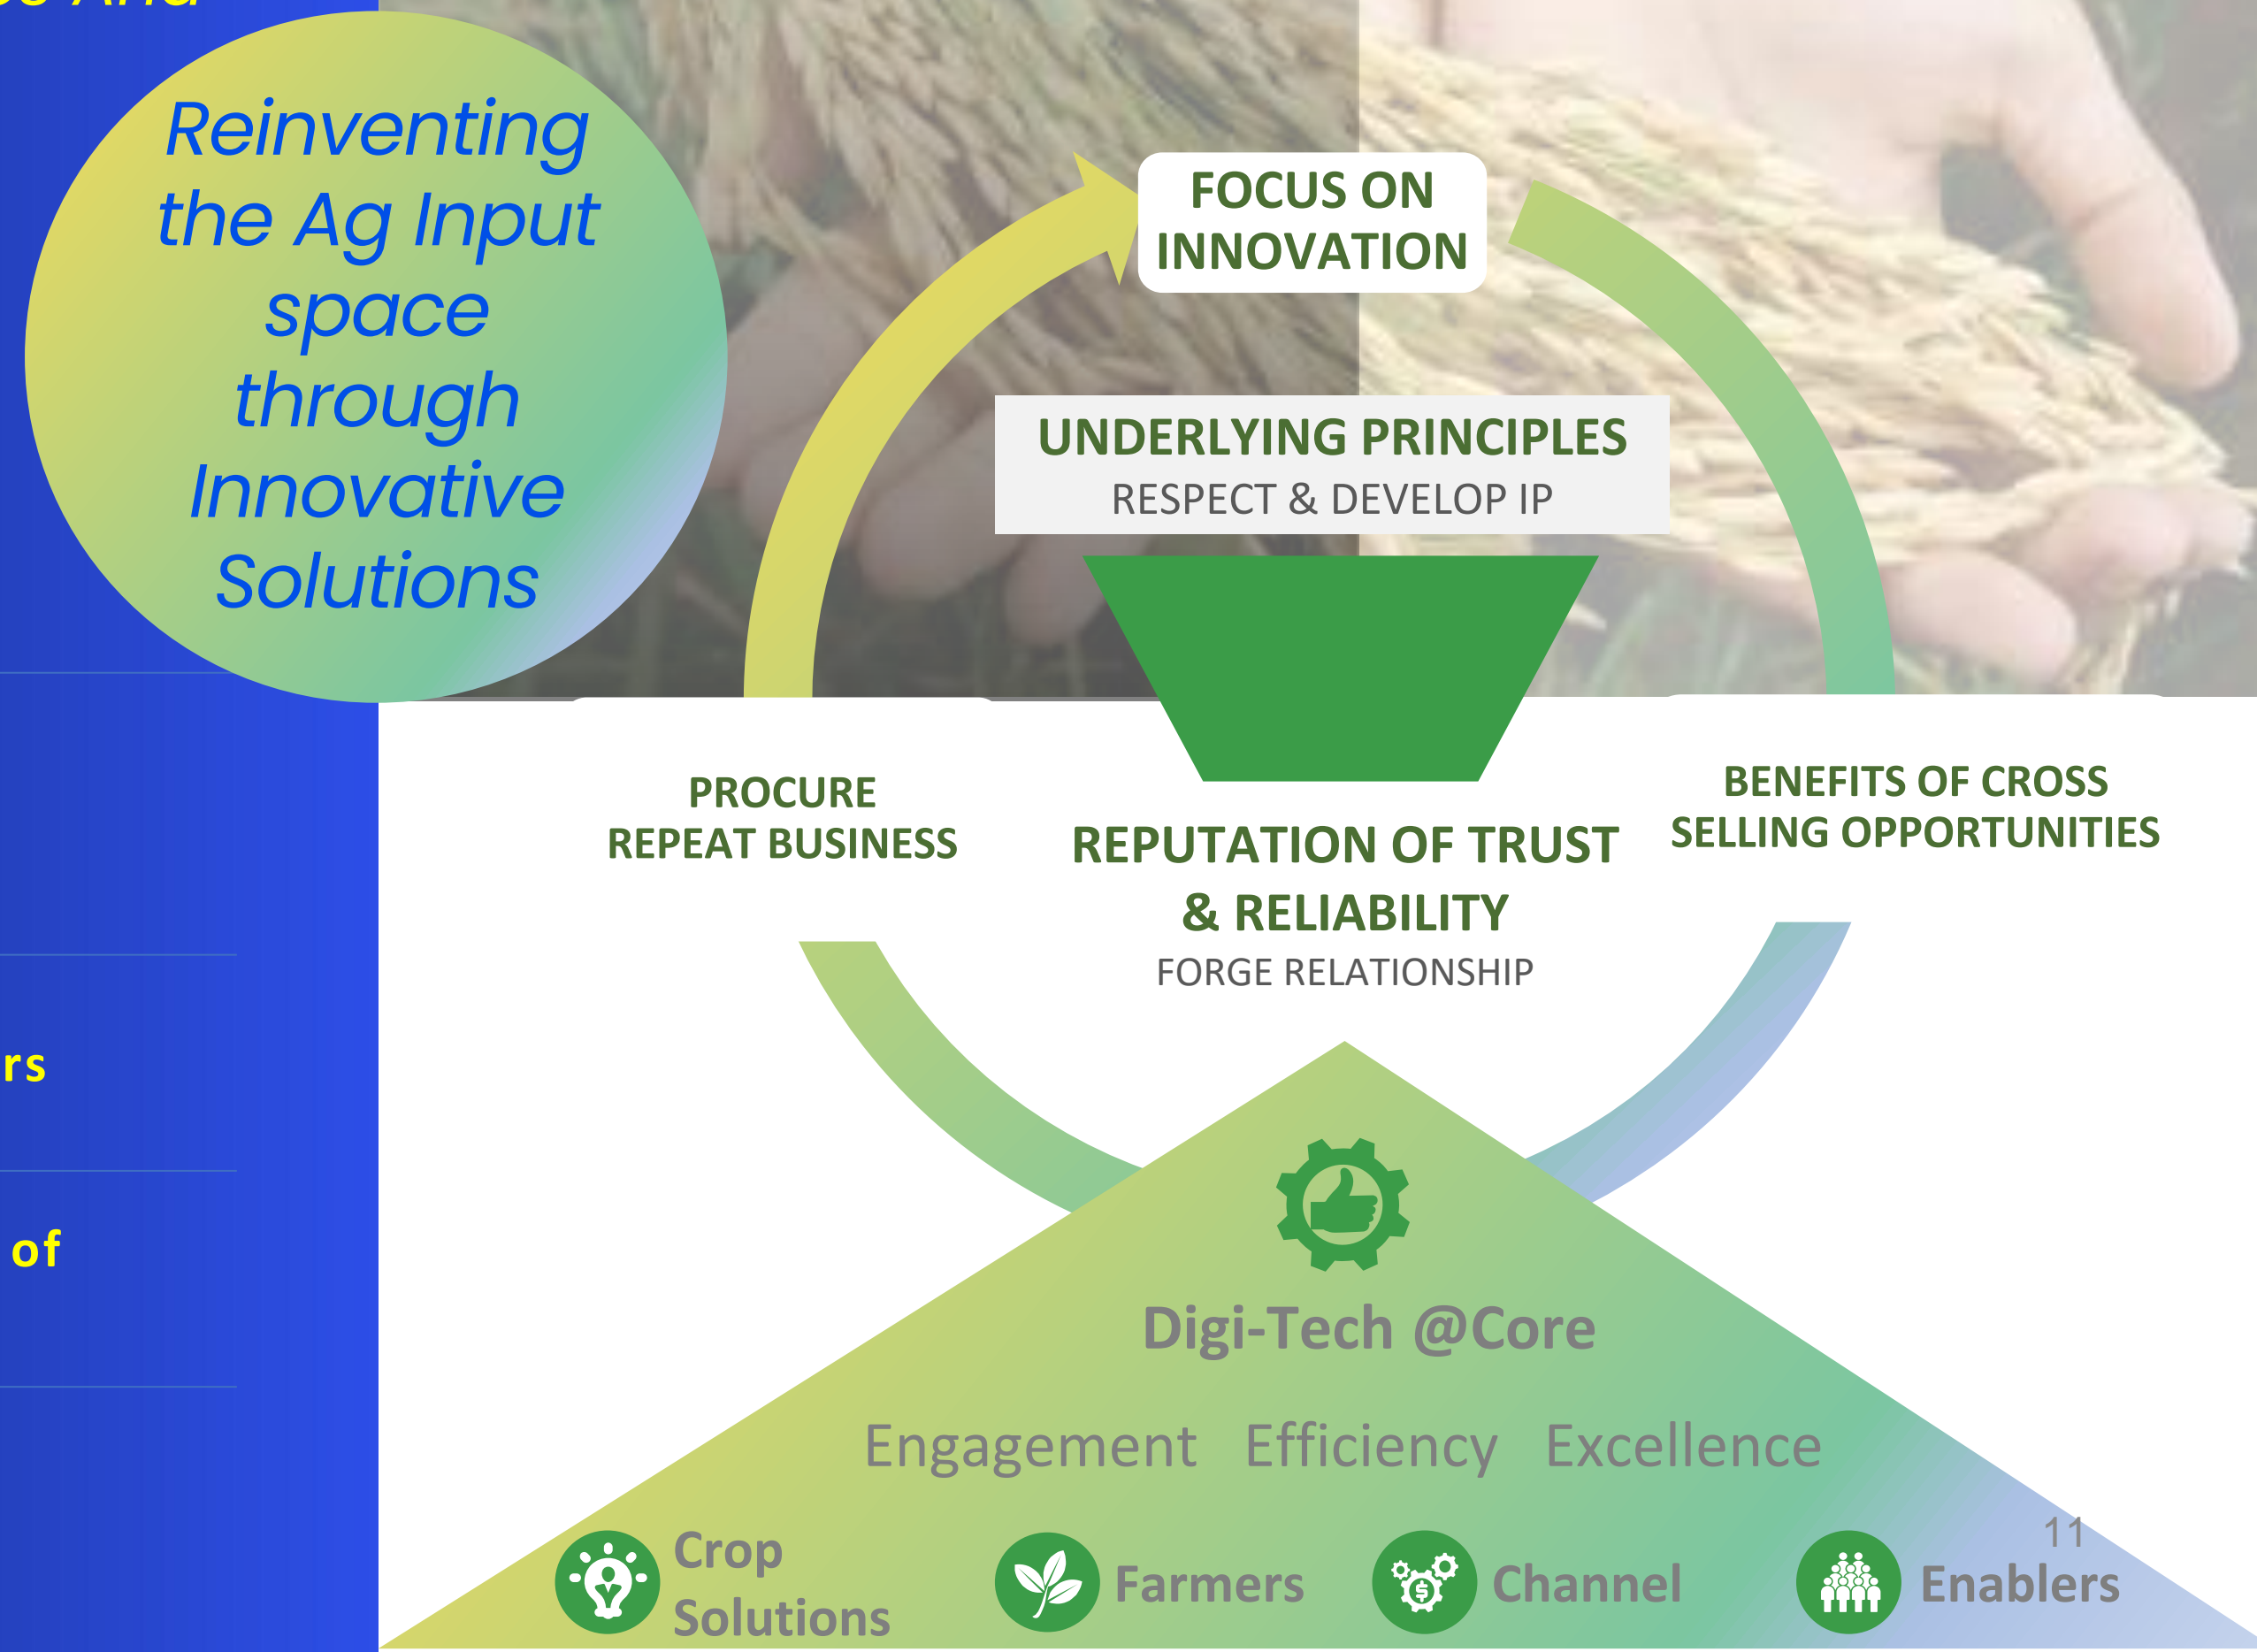 And
Reinventing
the Ag Input
space
through
Innovative
Solutions
rs
of
FOCUS ON
INNOVATION
UNDERLYING PRINCIPLES
RESPECT & DEVELOP IP
PROCURE
REPEAT BUSINESS
REPUTATION OF TRUST
& RELIABILITY
FORGE RELATIONSHIP
BENEFITS OF CROSS
SELLING OPPORTUNITIES
Digi-Tech @Core
Engagement Efficiency Excellence
Crop
Solutions
Farmers
Channel
Enablers
11